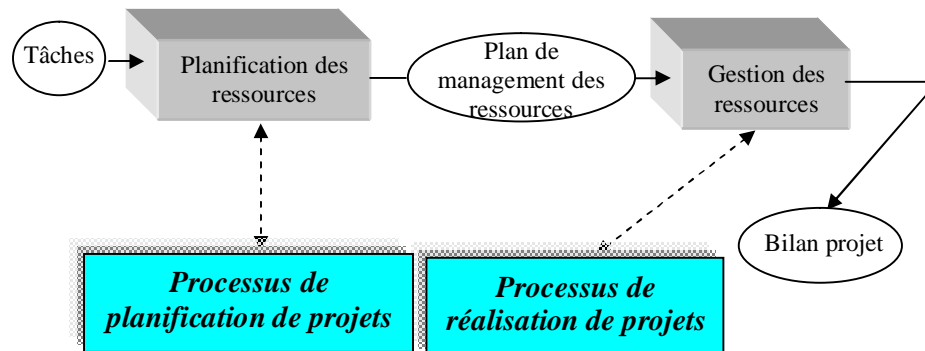 Tâches
Planification des
ressources
Plan de
management des
ressources
Gestion des
ressources
Bilan projet
Processus de
planification de projets
Processus de
réalisation de projets